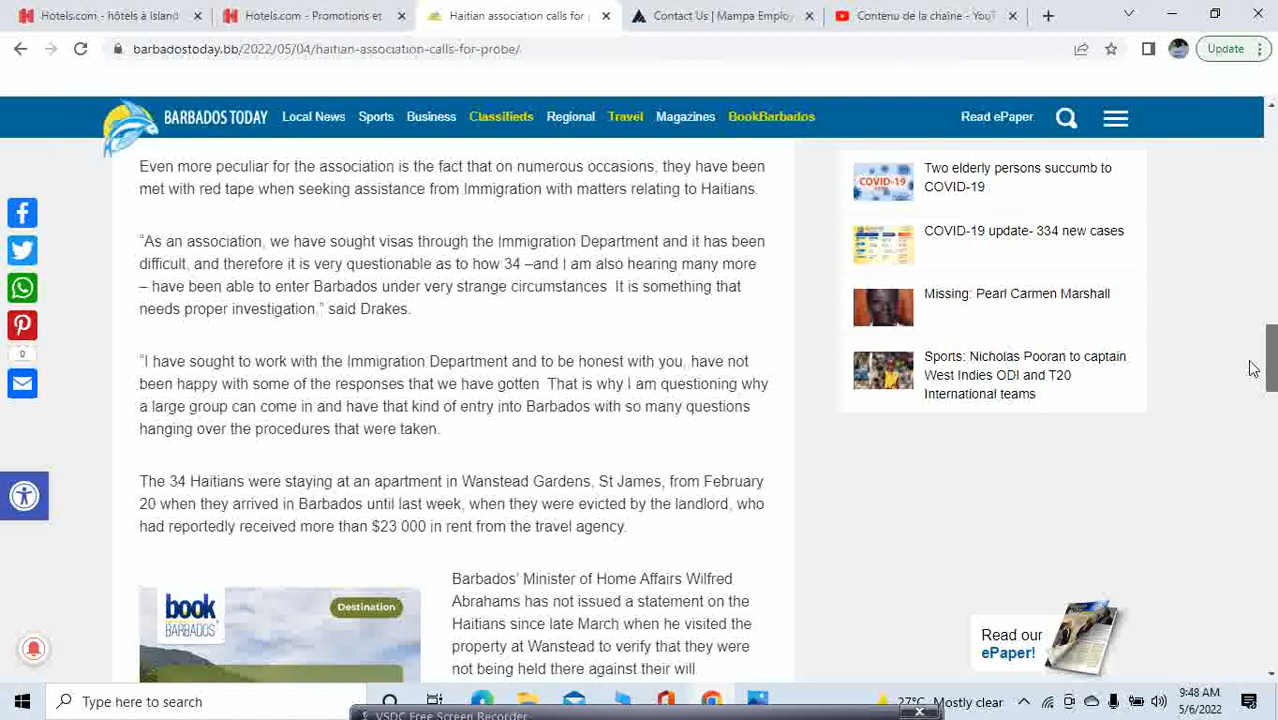 Hotels.com - hôtels à Island
Hotels.com - Promotions et
Haitian association calls for
Contact Us | Mampa Employ
Contenu de la chaîne - YouT
barbadostoday.bb/2022/05/04/haitian-association-calls-for-probe/
Update
BARBADOS TODAY
Local News Sports Business Classifieds Regional Travel Magazines BookBarbados Read ePaper
Even more peculiar for the association is the fact that on numerous occasions, they have been
met with red tape when seeking assistance from Immigration with matters relating to Haitians.
“As an association, we have sought visas through the Immigration Department and it has been
difficult, and therefore it is very questionable as to how 34 –and I am also hearing many more
– have been able to enter Barbados under very strange circumstances. It is something that
needs proper investigation,” said Drakes.
“I have sought to work with the Immigration Department and to be honest with you, have not
been happy with some of the responses that we have gotten. That is why I am questioning why
a large group can come in and have that kind of entry into Barbados with so many questions
hanging over the procedures that were taken.
The 34 Haitians were staying at an apartment in Wanstead Gardens, St James, from February
20 when they arrived in Barbados until last week, when they were evicted by the landlord, who
had reportedly received more than $23 000 in rent from the travel agency.
book
BARBADOS
Destination
Barbados’ Minister of Home Affairs Wilfred
Abrahams has not issued a statement on the
Haitians since late March when he visited the
property at Wanstead to verify that they were
not being held there against their will.
0
COVID-19
Two elderly persons succumb to
COVID-19
COVID-19 update- 334 new cases
Missing: Pearl Carmen Marshall
Sports: Nicholas Pooran to captain
West Indies ODI and T20
International teams
Read our
ePaper!
Type here to search
27°C Mostly clear
9:48 AM
5/6/2022
VSDC Free Screen Recorder